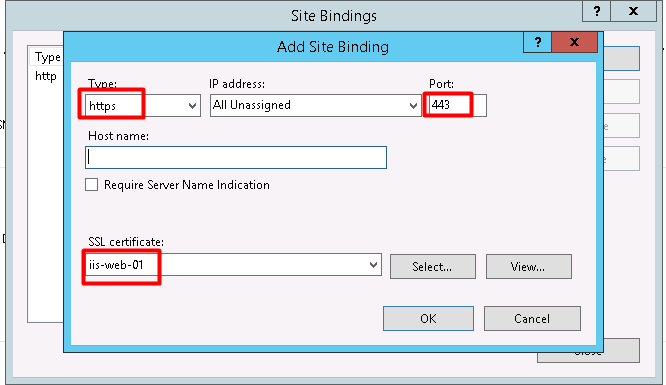 Site Bindings
?
x
Add Site Binding
?
x
Type
http
Type:
IP address:
Port:
https
All Unassigned
443
Host name:
Require Server Name Indication
SSL certificate:
iis-web-01
Select...
View...
OK
Cancel